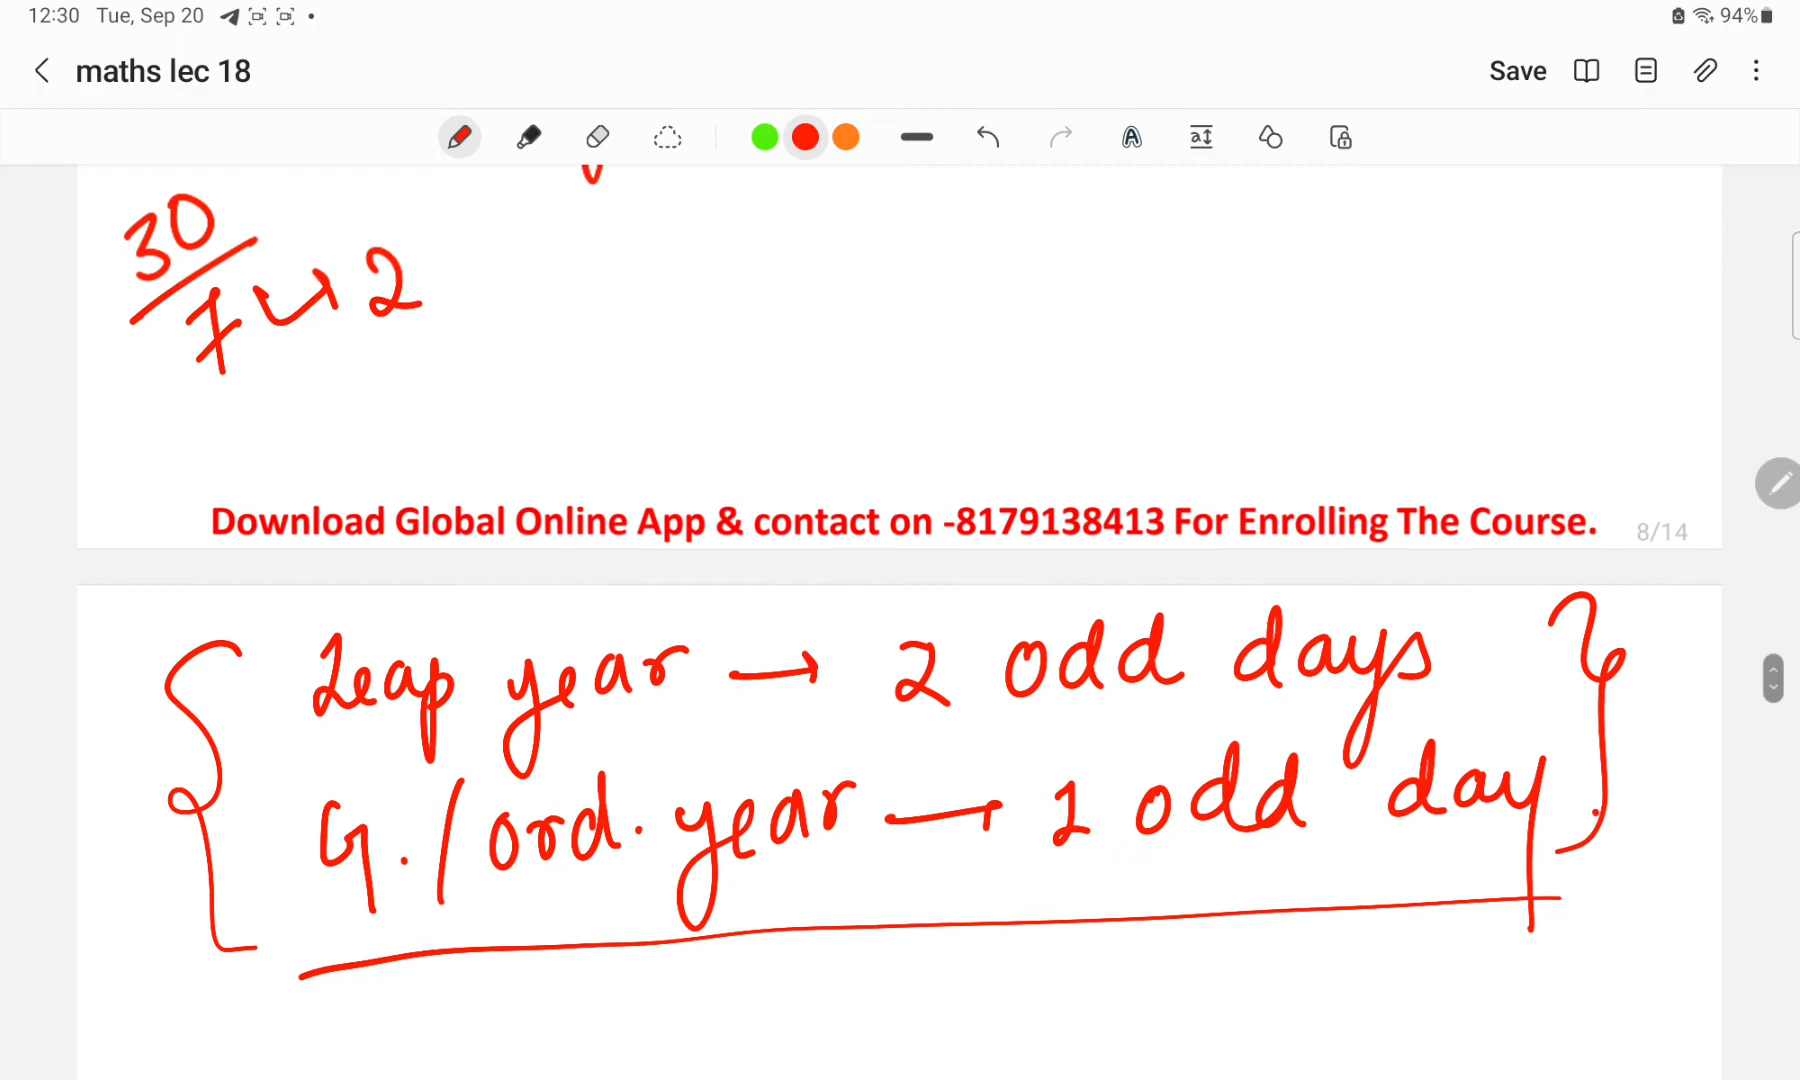 12:30 Tue, Sep 20
94%
maths lec 18
Save
30/7 → 2
Download Global Online App & contact on -8179138413 For Enrolling The Course.
8/14
Leap year → 2 odd days
G./ord. year → 1 odd day